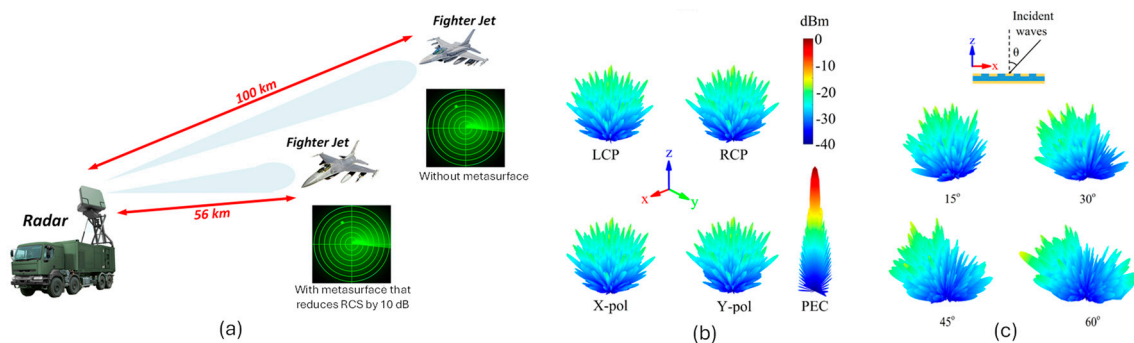 Fighter Jet
100 km
Fighter Jet
Without metasurface
Radar
56 km
With metasurface that
reduces RCS by 10 dB
(a)
dBm
0
-10
-20
-30
-40
LCP
RCP
z
x
y
X-pol
Y-pol
PEC
(b)
Incident
waves
z
θ
x
15°
30°
45°
60°
(c)